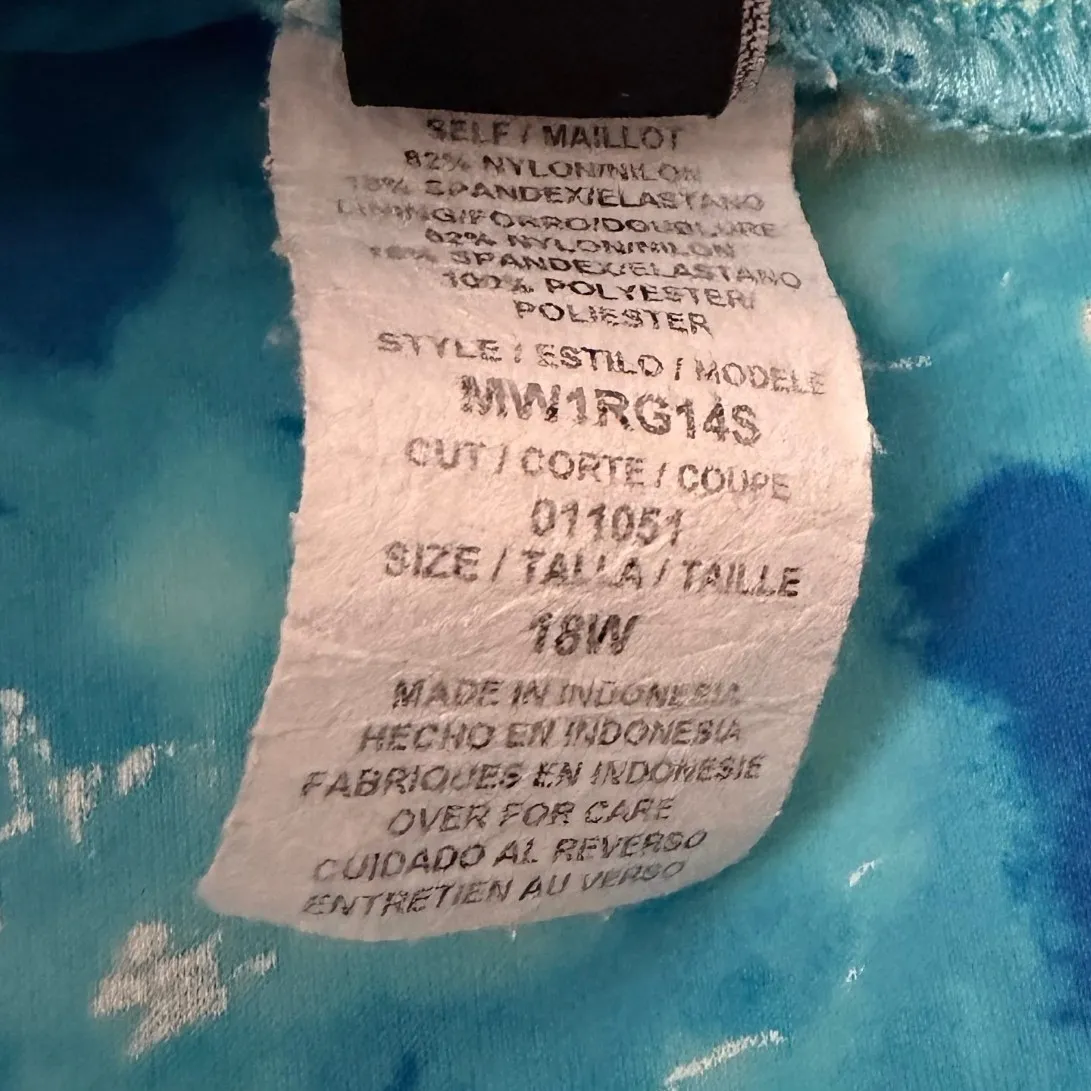 SELF / MAILLOT
82% NYLON/NILON
18% SPANDEX/ELASTANO
LINING/FORRO/DOUBLURE
82% NYLON/NILON
18% SPANDEX/ELASTANO
100% POLYESTER/
POLIESTER
STYLE / ESTILO / MODELE
MW1RG14S
CUT / CORTE / COUPE
011051
SIZE / TALLA / TAILLE
18W
MADE IN INDONESIA
HECHO EN INDONESIA
FABRIQUES EN INDONESIE
OVER FOR CARE
CUIDADO AL REVERSO
ENTRETIEN AU VERSO